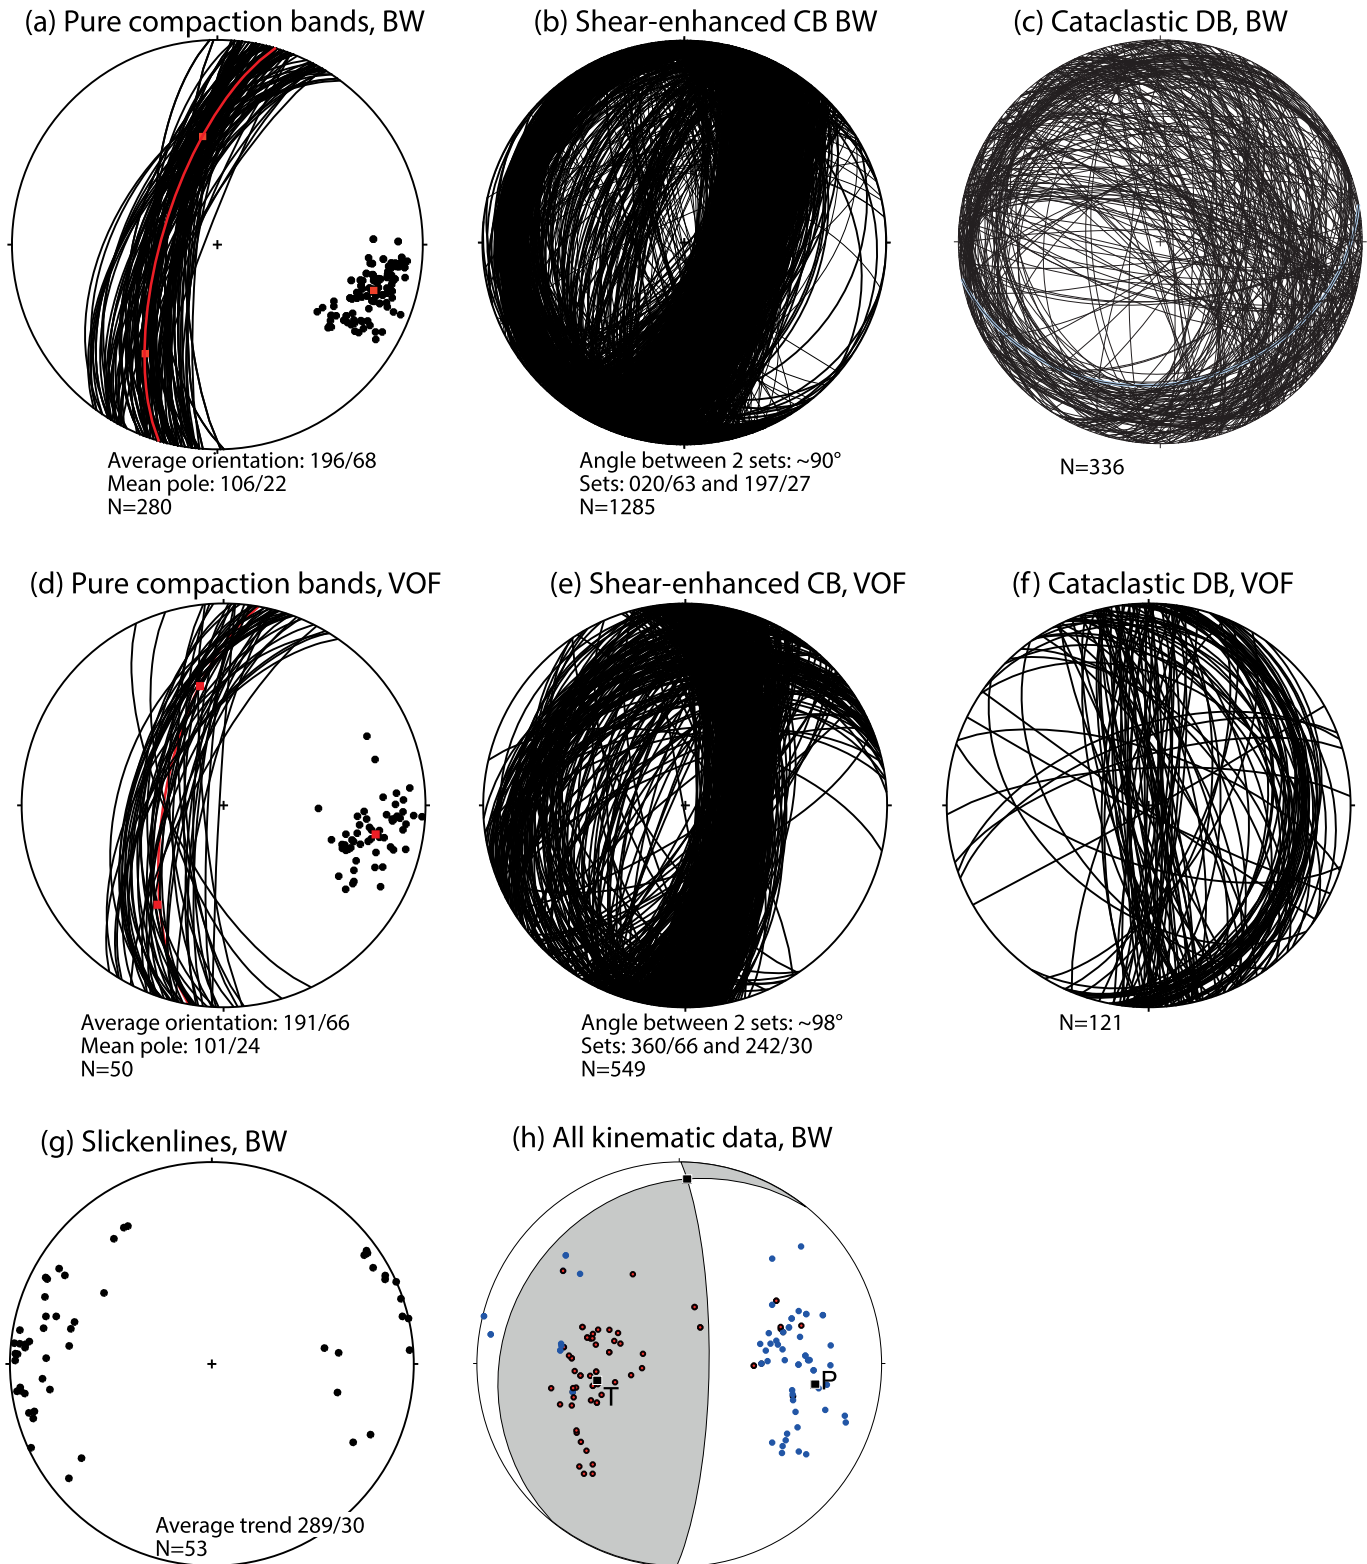 (a) Pure compaction bands, BW
(b) Shear-enhanced CB BW
(c) Cataclastic DB, BW
Average orientation: 196/68
Mean pole: 106/22
N=280
Angle between 2 sets: ~90°
Sets: 020/63 and 197/27
N=1285
N=336
(d) Pure compaction bands, VOF
(e) Shear-enhanced CB, VOF
(f) Cataclastic DB, VOF
Average orientation: 191/66
Mean pole: 101/24
N=50
Angle between 2 sets: ~98°
Sets: 360/66 and 242/30
N=549
N=121
(g) Slickenlines, BW
(h) All kinematic data, BW
T
P
Average trend 289/30
N=53